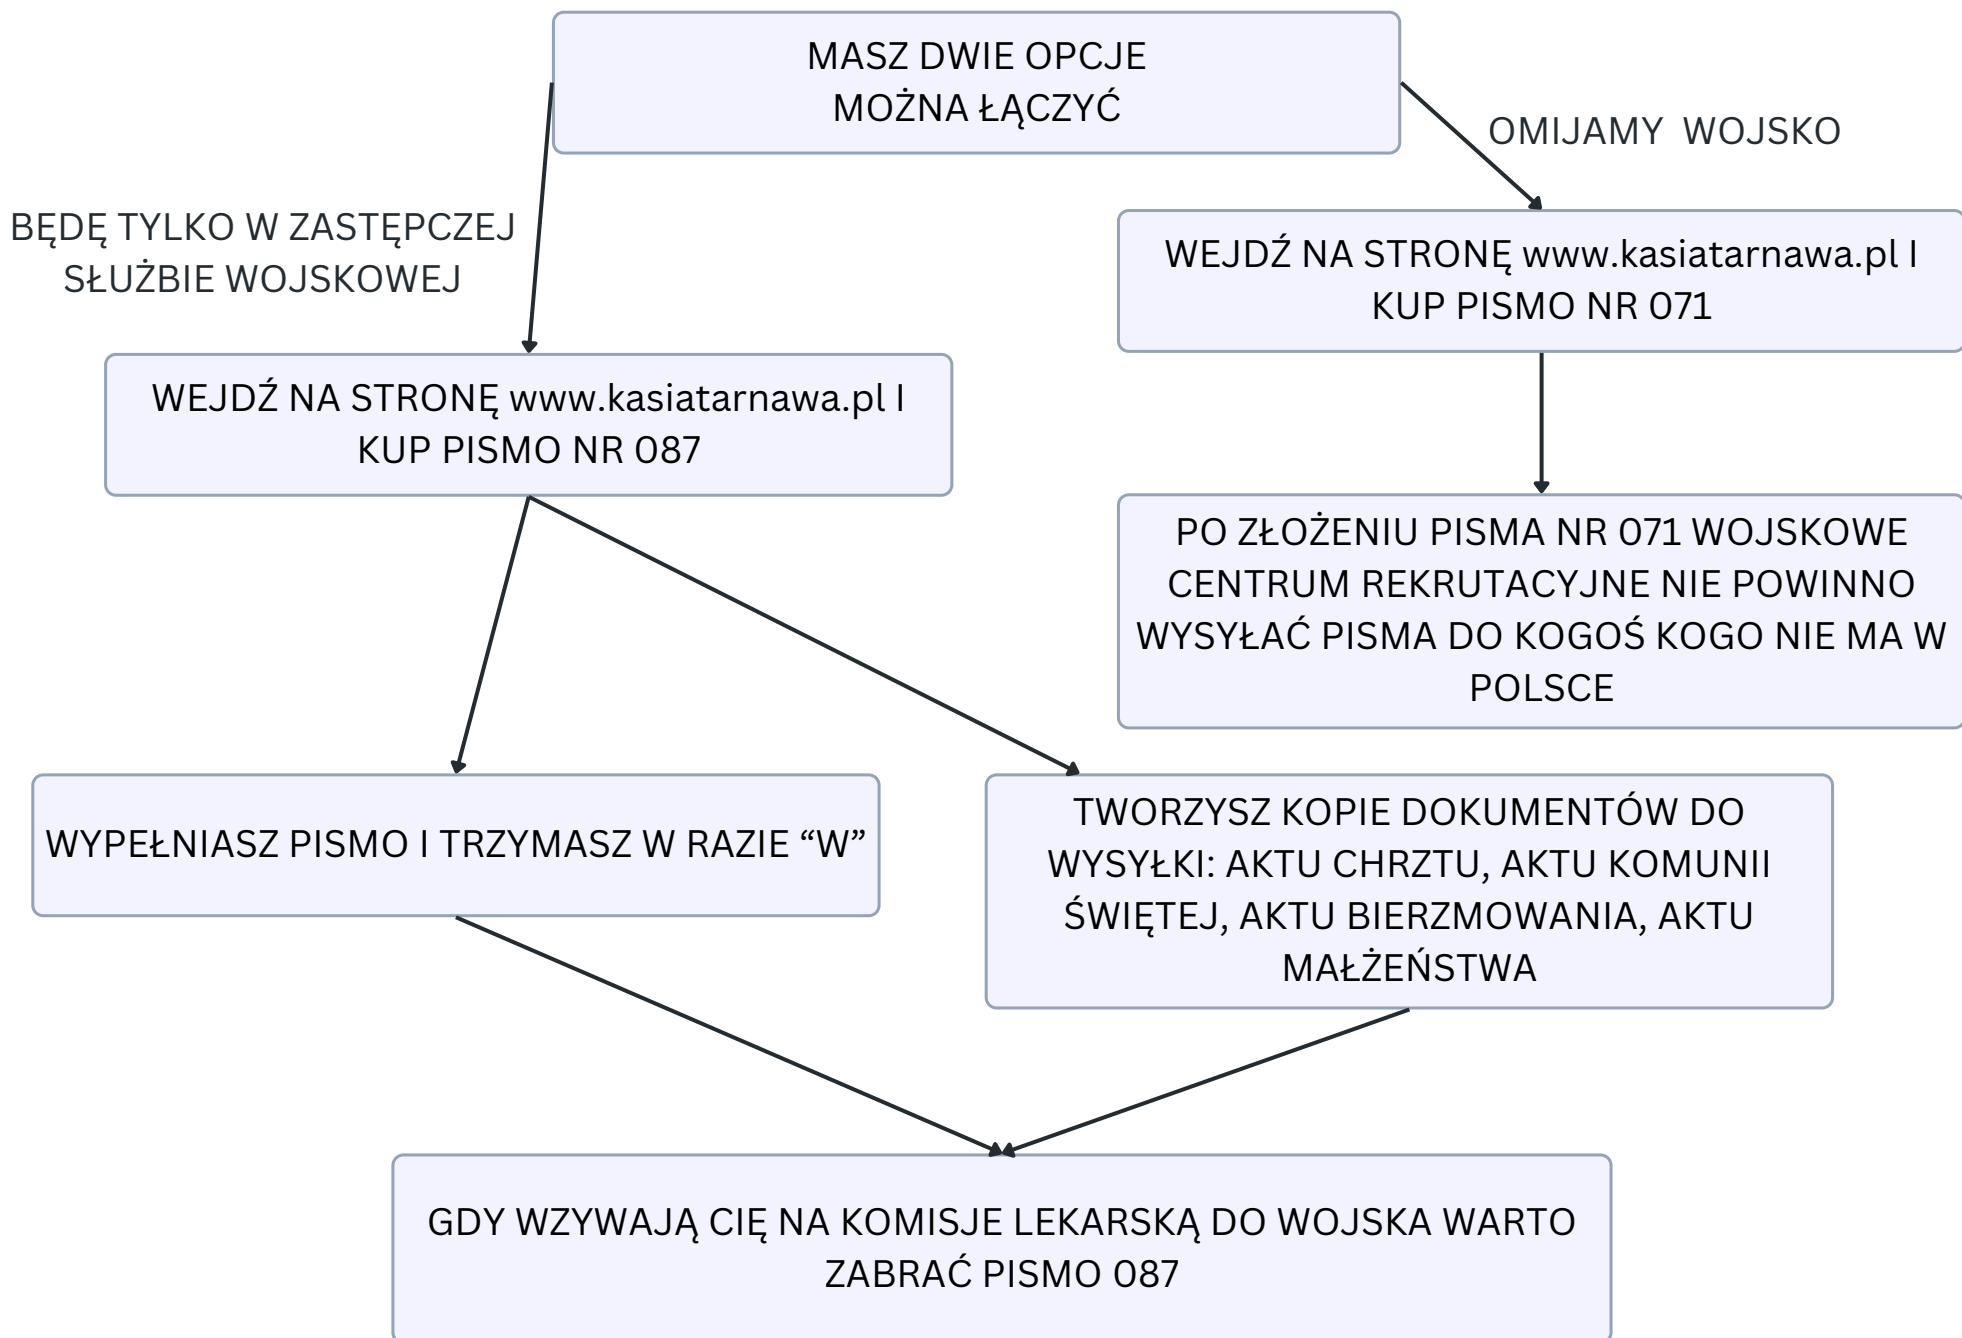 MASZ DWIE OPCJE
MOŻNA ŁĄCZYĆ
OMIJAMY WOJSKO
BĘDĘ TYLKO W ZASTĘPCZEJ
SŁUŻBIE WOJSKOWEJ
WEJDŹ NA STRONĘ www.kasiatarnawa.pl I
KUP PISMO NR 071
WEJDŹ NA STRONĘ www.kasiatarnawa.pl I
KUP PISMO NR 087
PO ZŁOŻENIU PISMA NR 071 WOJSKOWE
CENTRUM REKRUTACYJNE NIE POWINNO
WYSYŁAĆ PISMA DO KOGOŚ KOGO NIE MA W
POLSCE
WYPEŁNIASZ PISMO I TRZYMASZ W RAZIE “W”
TWORZYSZ KOPIE DOKUMENTÓW DO
WYSYŁKI: AKTU CHRZTU, AKTU KOMUNII
ŚWIĘTEJ, AKTU BIERZMOWANIA, AKTU
MAŁŻEŃSTWA
GDY WZYWAJĄ CIĘ NA KOMISJE LEKARSKĄ DO WOJSKA WARTO
ZABRAĆ PISMO 087